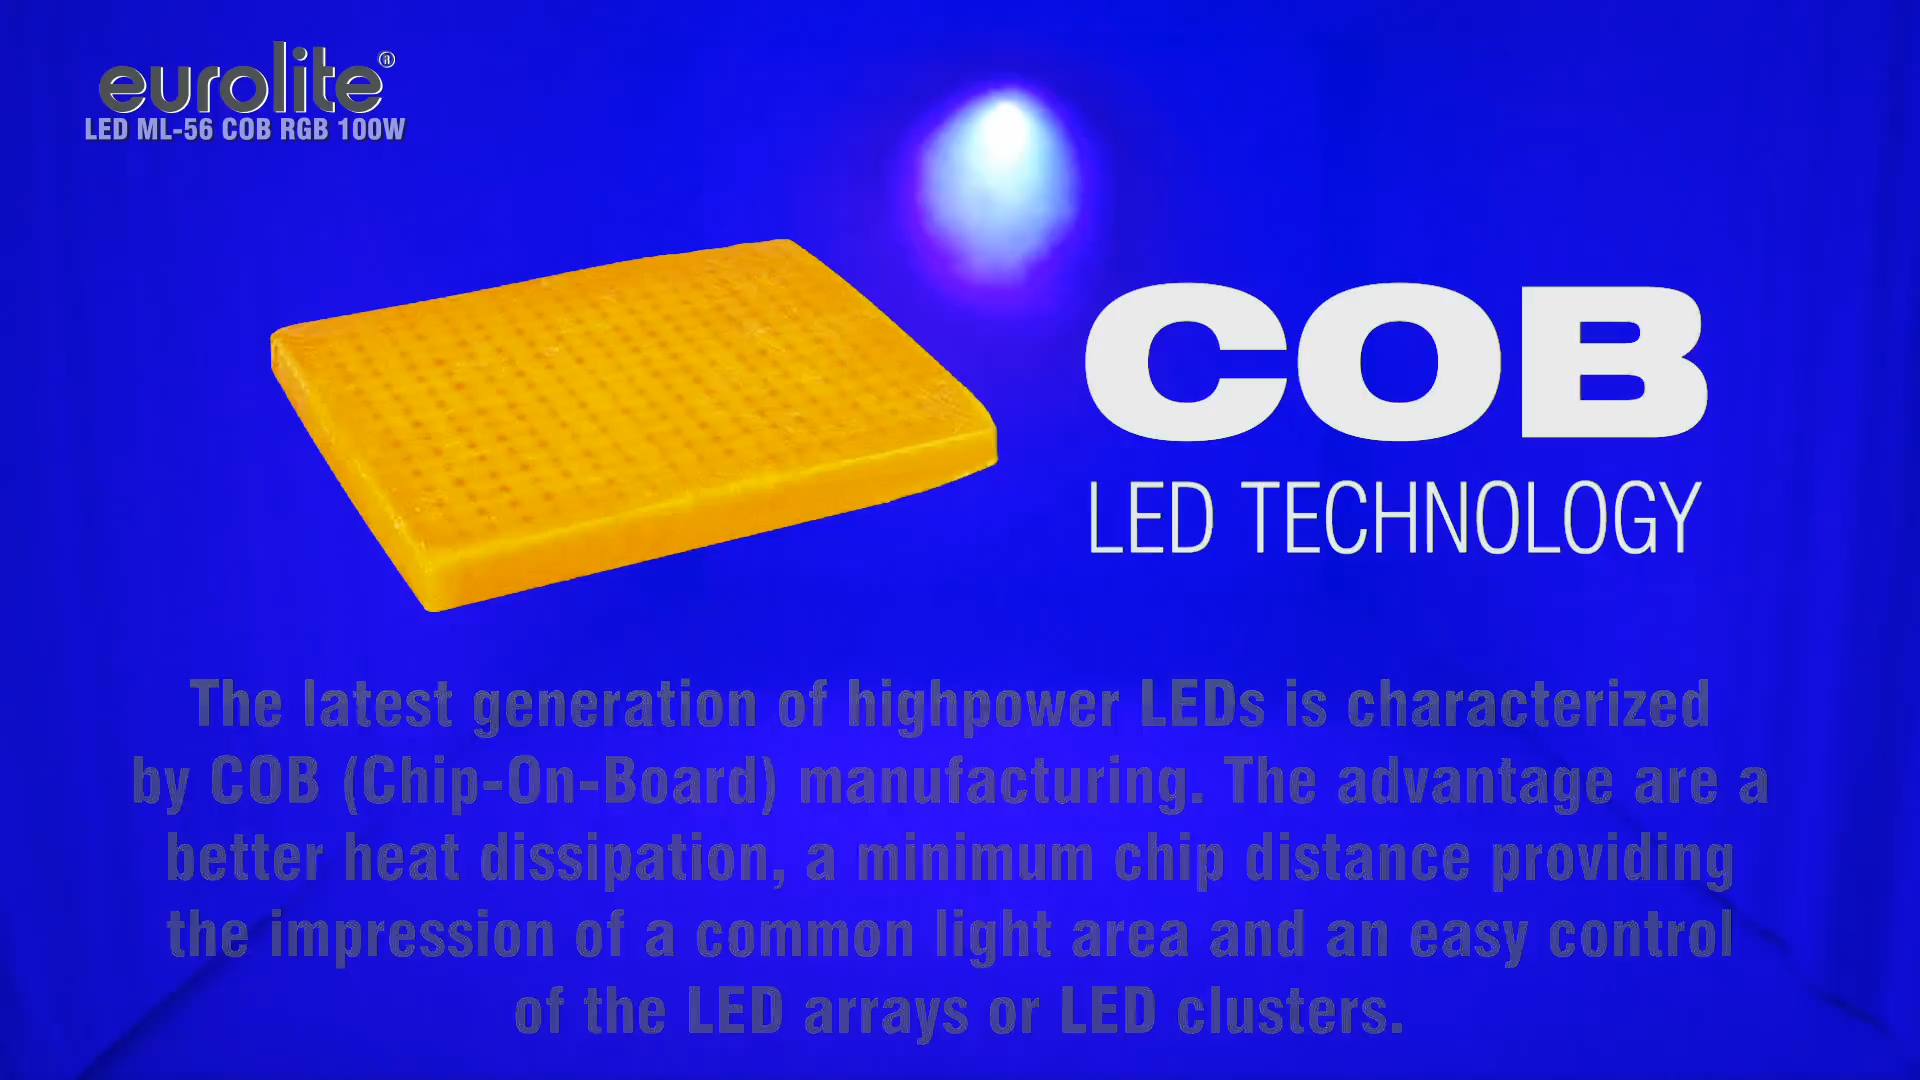 eurolite®
LED ML-56 COB RGB 100W
COB
LED TECHNOLOGY
The latest generation of highpower LEDs is characterized
by COB (Chip-On-Board) manufacturing. The advantage are a
better heat dissipation, a minimum chip distance providing
the impression of a common light area and an easy control
of the LED arrays or LED clusters.